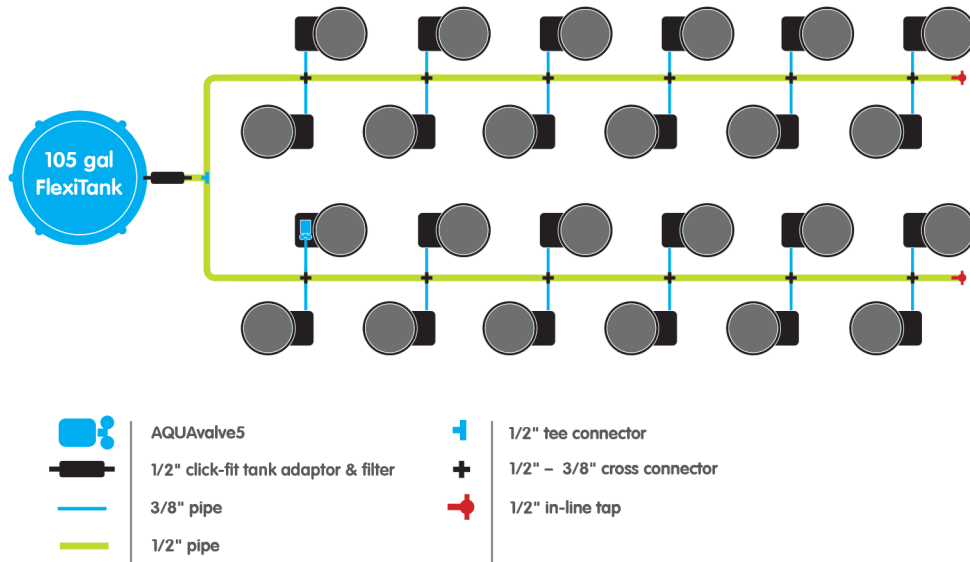 105 gal
FlexiTank
AQUAvalve5
1/2" click-fit tank adaptor & filter
3/8" pipe
1/2" pipe
1/2" tee connector
1/2" – 3/8" cross connector
1/2" in-line tap